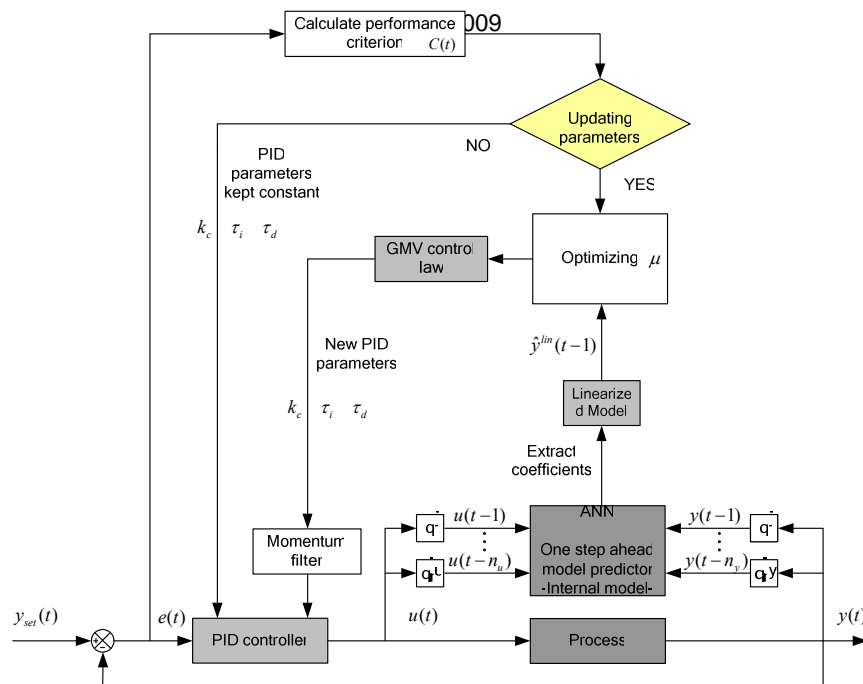 Calculate performance
criterion C(t)
009
Updating
parameters
NO
YES
PID
parameters
kept constant
k_c τ_i τ_d
GMV control
law
Optimizing μ
New PID
parameters
k_c τ_i τ_d
ŷ^{lin}(t−1)
Linearize
d Model
Extract
coefficients
Momentum
filter
u(t−1)
⋮
u(t−n_u)
ANN
One step ahead
model predictor
-Internal model-
y(t−1)
⋮
y(t−n_y)
y_{set}(t)
e(t)
PID controller
u(t)
Process
y(t)